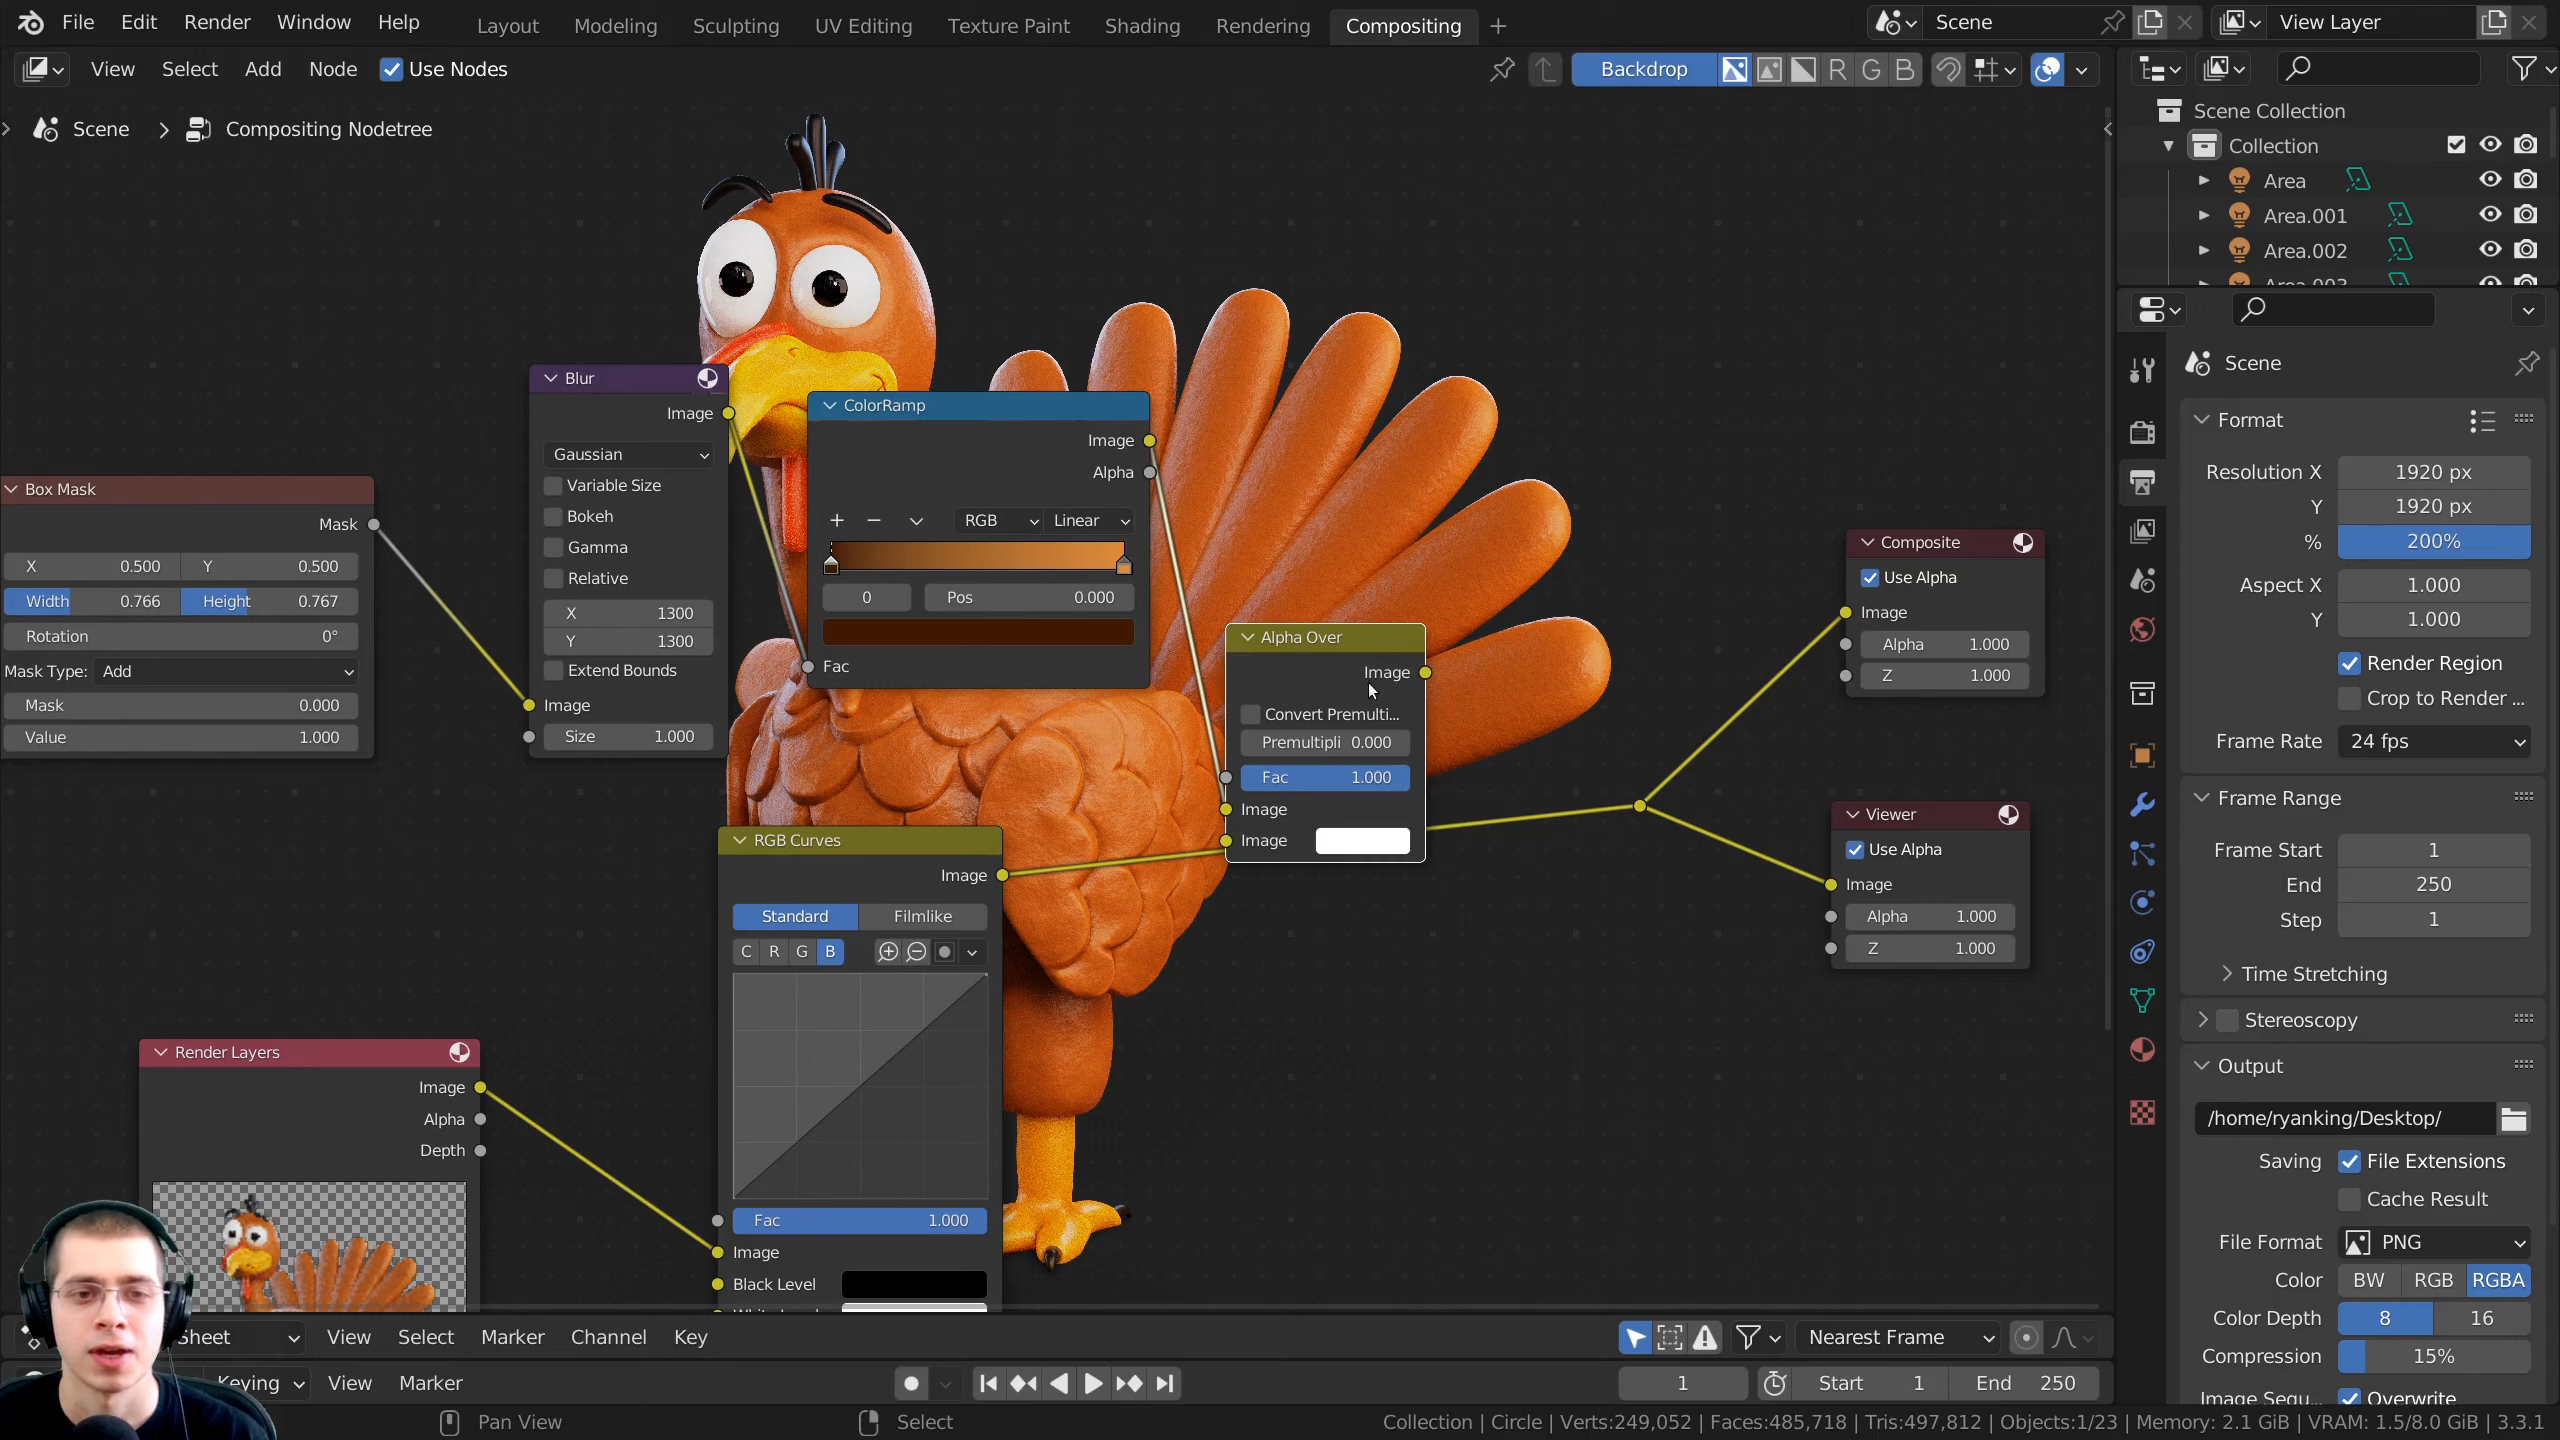 File Edit Render Window Help Layout Modeling Sculpting UV Editing Texture Paint Shading Rendering Compositing + Scene View Layer
View Select Add Node Use Nodes Backdrop R G B
Scene > Compositing Nodetree
Scene Collection
Collection
Area
Area.001
Area.002
Area.003
Scene
Format
Resolution X 1920 px
Y 1920 px
% 200%
Aspect X 1.000
Y 1.000
Render Region
Crop to Render ...
Frame Rate 24 fps
Frame Range
Frame Start 1
End 250
Step 1
Time Stretching
Stereoscopy
Output
/home/ryanking/Desktop/
Saving File Extensions
Cache Result
File Format PNG
Color BW RGB RGBA
Color Depth 8 16
Compression 15%
Image Sequ... Overwrite
Box Mask
Mask
X 0.500 Y 0.500
Width 0.766 Height 0.767
Rotation 0°
Mask Type: Add
Mask 0.000
Value 1.000
Blur
Image
Gaussian
Variable Size
Bokeh
Gamma
Relative
X 1300
Y 1300
Extend Bounds
Image
Size 1.000
ColorRamp
Image
Alpha
+ − RGB Linear
0 Pos 0.000
Fac
Alpha Over
Image
Convert Premulti...
Premultipli 0.000
Fac 1.000
Image
Image
Composite
Use Alpha
Image
Alpha 1.000
Z 1.000
Viewer
Use Alpha
Image
Alpha 1.000
Z 1.000
RGB Curves
Image
Standard Filmlike
C R G B
Fac 1.000
Image
Black Level
Render Layers
Image
Alpha
Depth
Sheet View Select Marker Channel Key Nearest Frame
Keying View Marker 1 Start 1 End 250
Pan View Select Collection | Circle | Verts:249,052 | Faces:485,718 | Tris:497,812 | Objects:1/23 | Memory: 2.1 GiB | VRAM: 1.5/8.0 GiB | 3.3.1